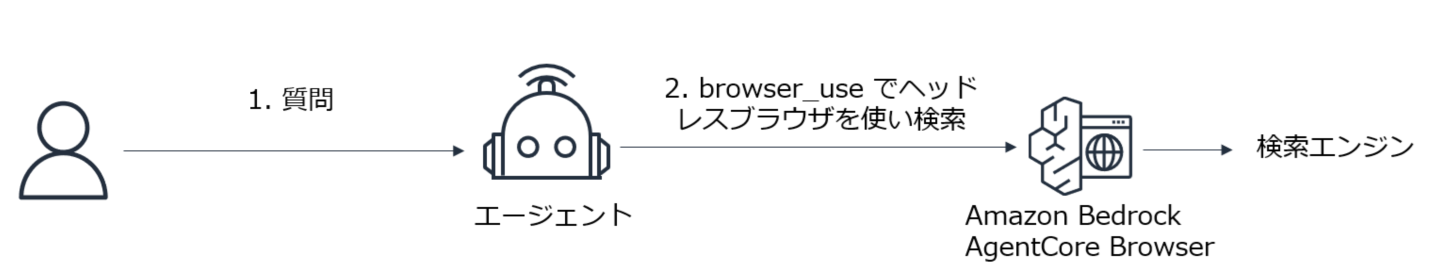 1. 質問
2. browser_use でヘッド
レスブラウザを使い検索
検索エンジン
エージェント
Amazon Bedrock
AgentCore Browser